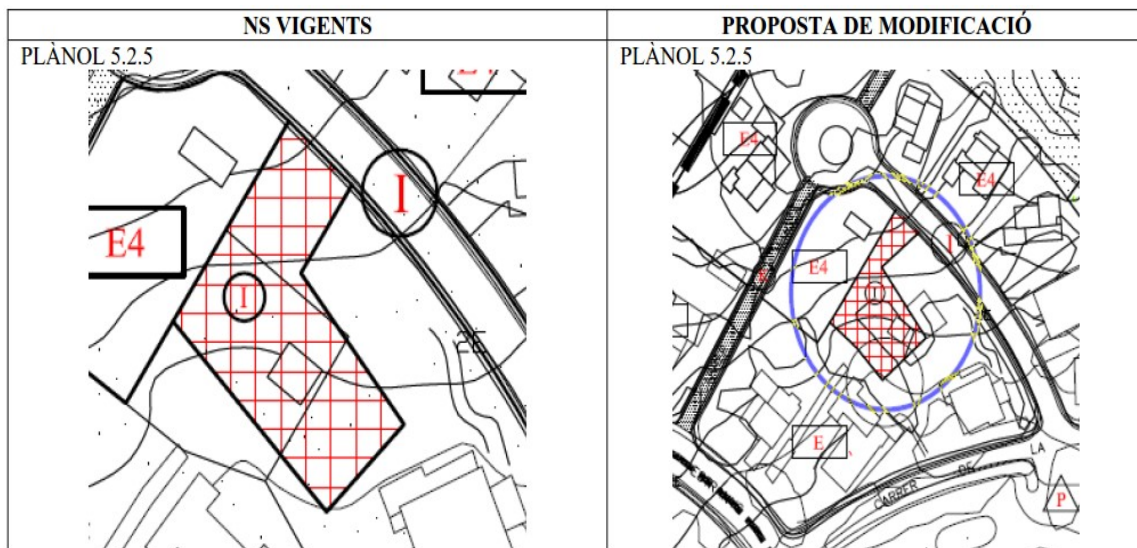 NS VIGENTS
PROPOSTA DE MODIFICACIÓ
PLÀNOL 5.2.5
PLÀNOL 5.2.5
I
E4
I
E4
E4
E4
I
I
E
CARRER DE LA
P